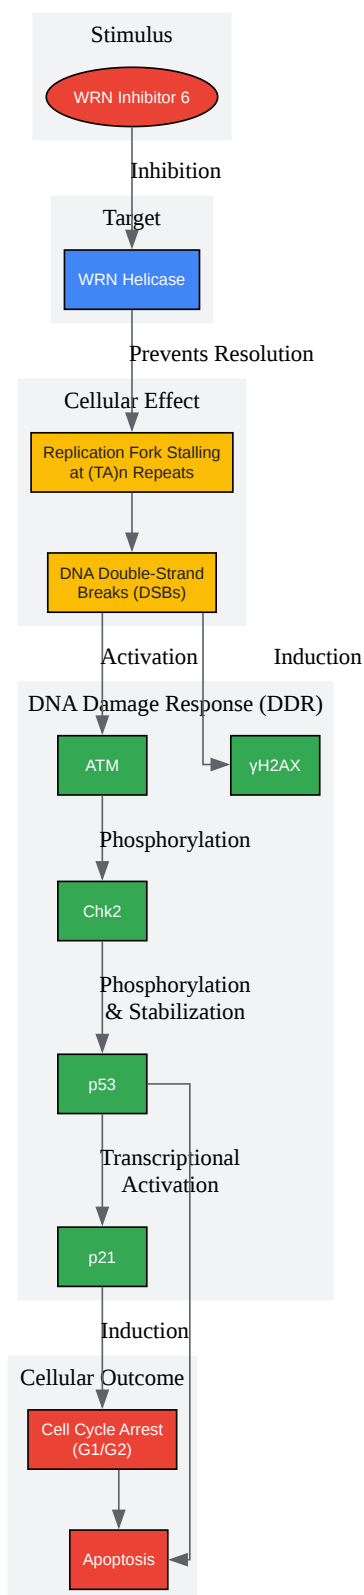 Stimulus
WRN Inhibitor 6
Inhibition
Target
WRN Helicase
Prevents Resolution
Cellular Effect
Replication Fork Stalling
at (TA)n Repeats
DNA Double-Strand
Breaks (DSBs)
Activation
Induction
DNA Damage Response (DDR)
ATM
γH2AX
Phosphorylation
Chk2
Phosphorylation
& Stabilization
p53
Transcriptional
Activation
p21
Induction
Cellular Outcome
Cell Cycle Arrest
(G1/G2)
Apoptosis